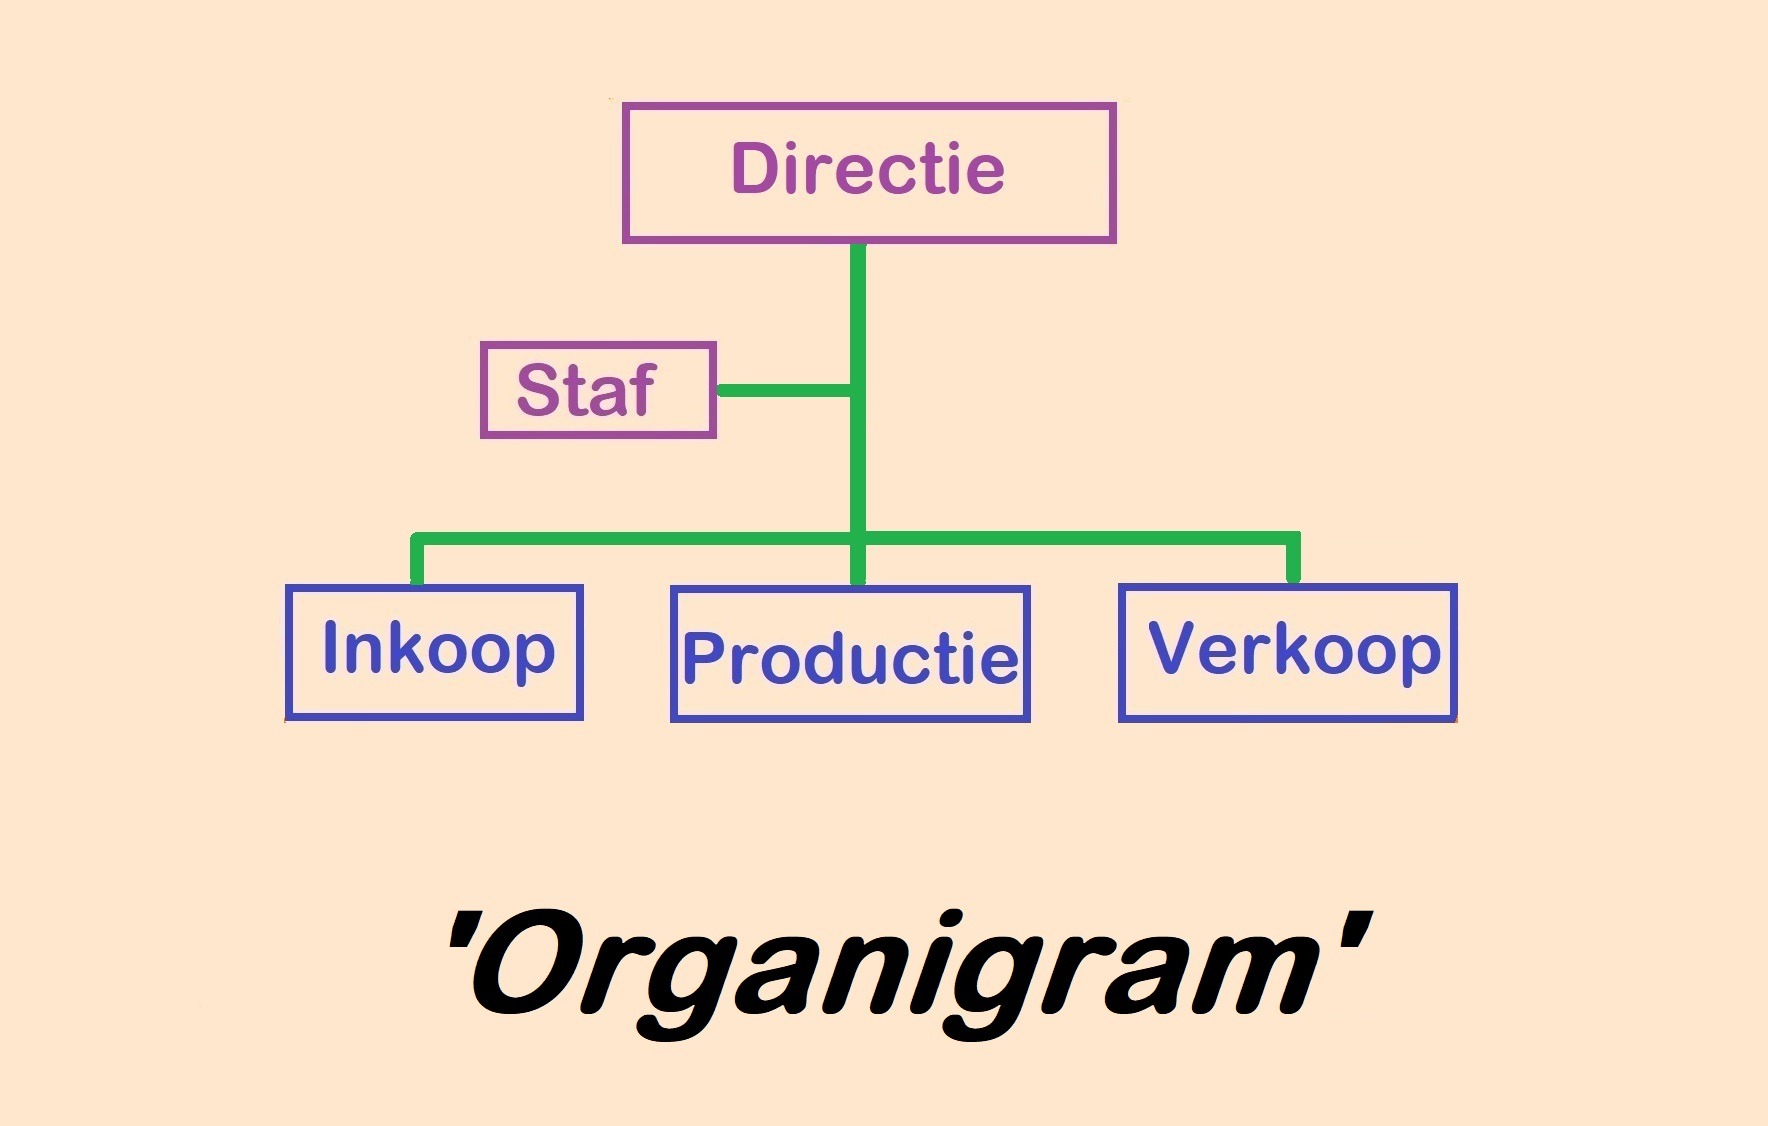 Directie
Staf
Inkoop
Productie
Verkoop
'Organigram'